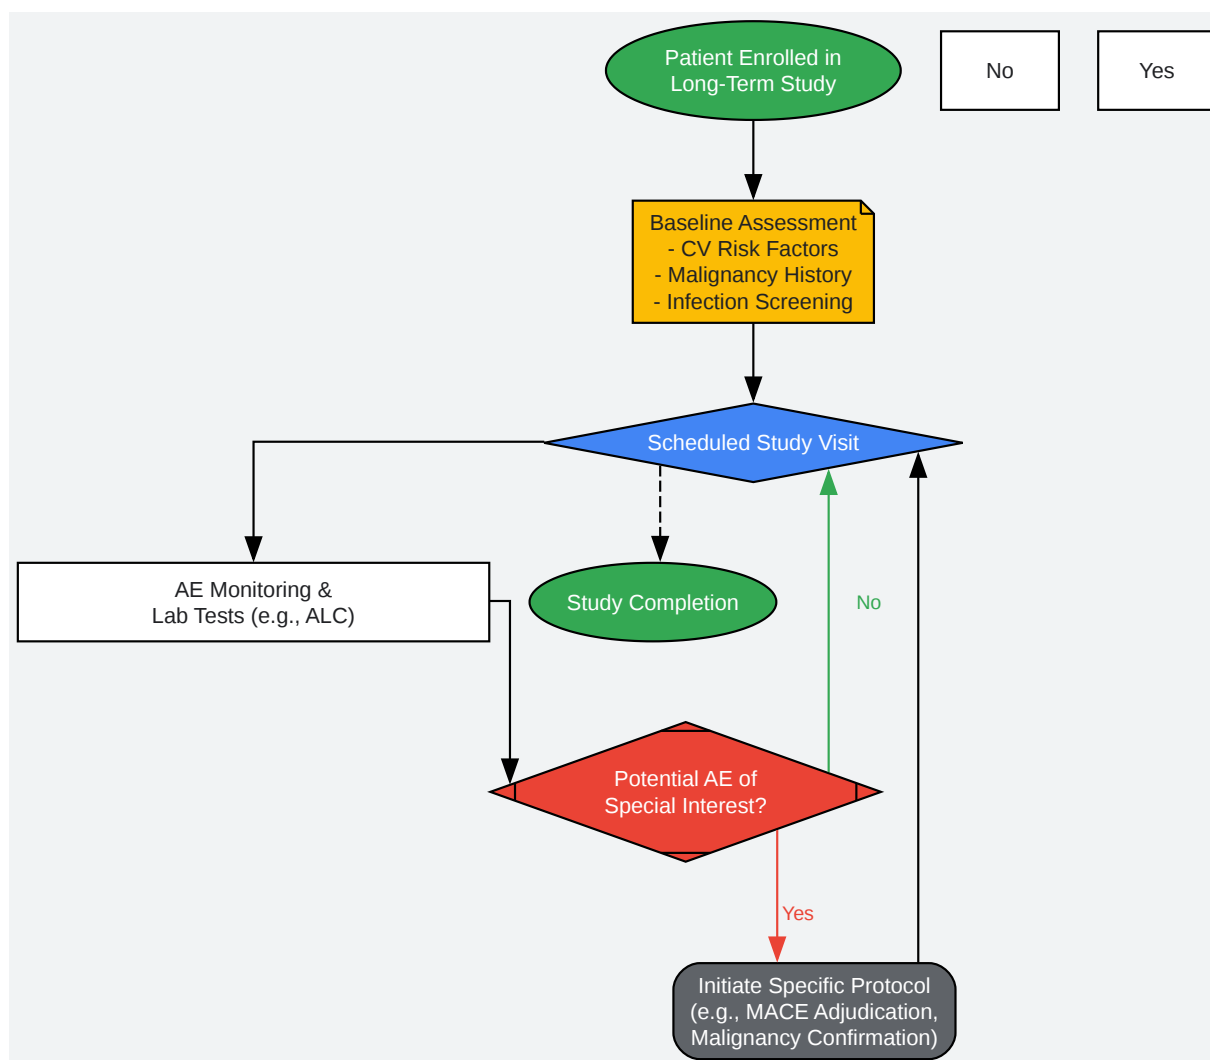 Patient Enrolled in
Long-Term Study
No
Yes
Baseline Assessment
- CV Risk Factors
- Malignancy History
- Infection Screening
Scheduled Study Visit
AE Monitoring &
Lab Tests (e.g., ALC)
Study Completion
No
Potential AE of
Special Interest?
Yes
Initiate Specific Protocol
(e.g., MACE Adjudication,
Malignancy Confirmation)